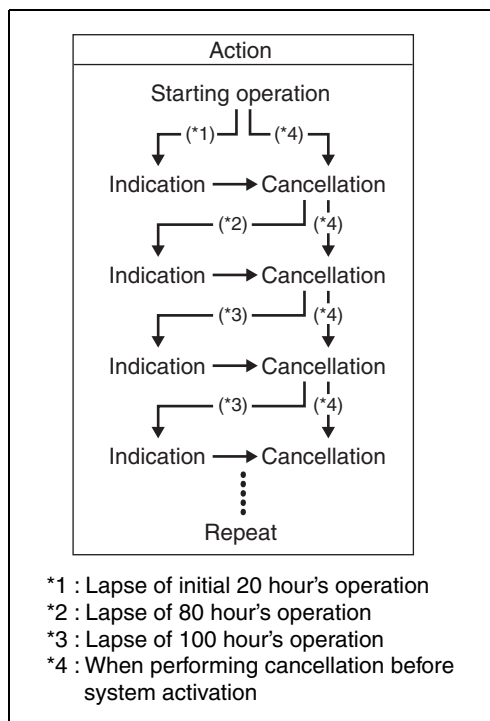 Action
Starting operation
(*1) (*4)
Indication Cancellation
(*2) (*4)
Indication Cancellation
(*3) (*4)
Indication Cancellation
(*3) (*4)
Indication Cancellation
Repeat
*1 : Lapse of initial 20 hour's operation
*2 : Lapse of 80 hour's operation
*3 : Lapse of 100 hour's operation
*4 : When performing cancellation before
system activation